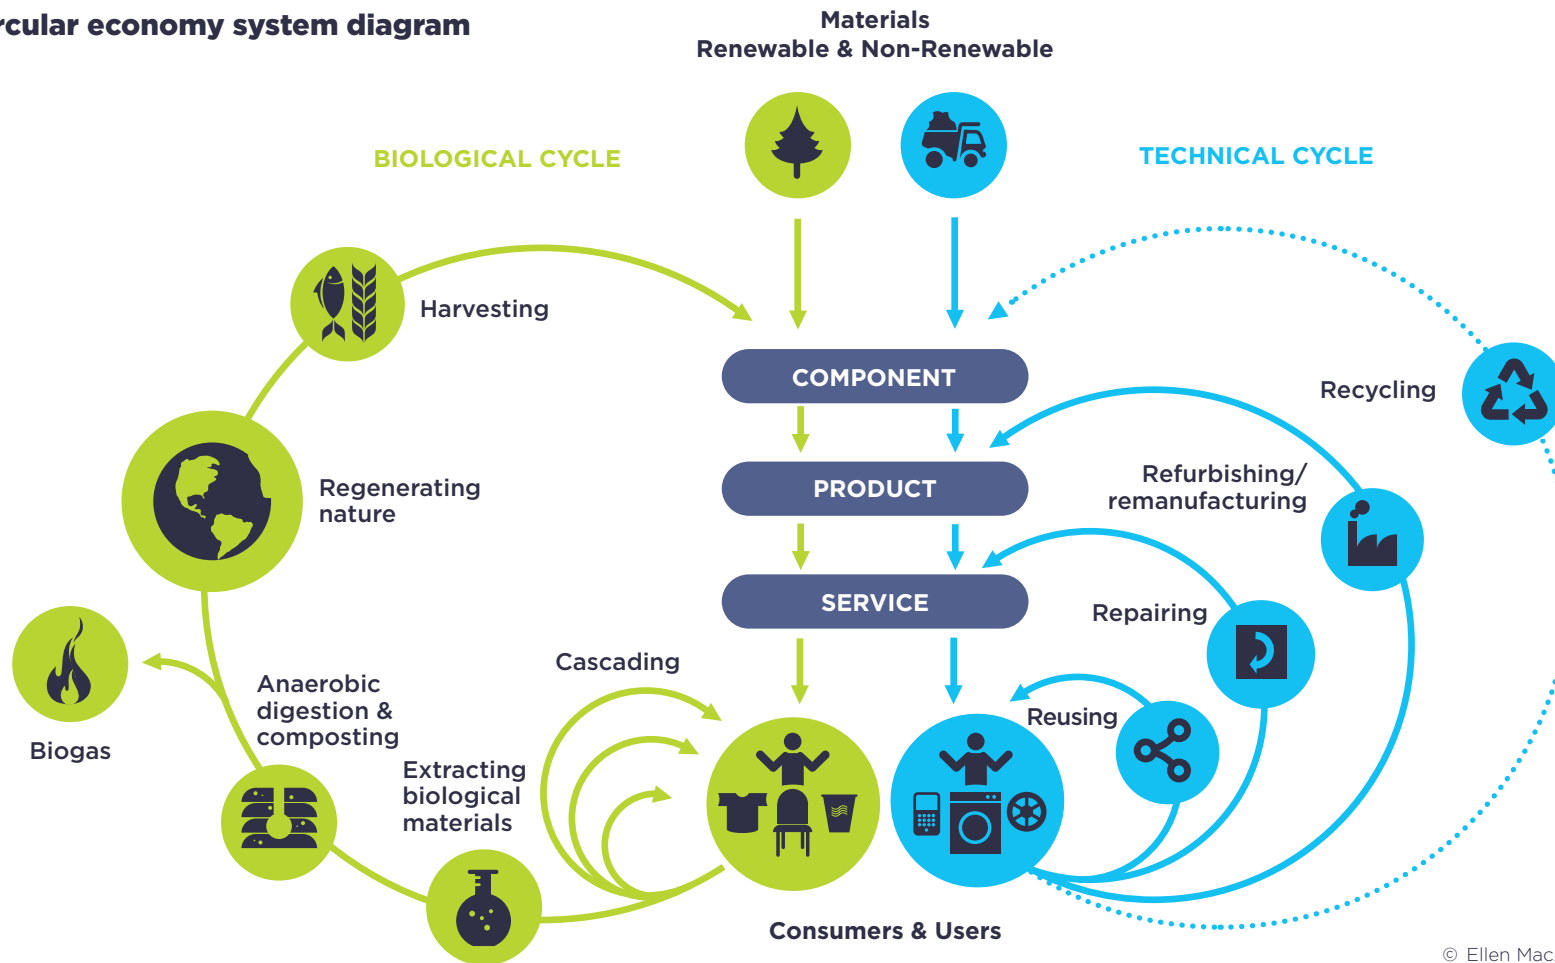 rcular economy system diagram
Materials
Renewable & Non-Renewable
BIOLOGICAL CYCLE
TECHNICAL CYCLE
Harvesting
COMPONENT
Recycling
Regenerating
nature
PRODUCT
Refurbishing/
remanufacturing
SERVICE
Repairing
Cascading
Anaerobic
digestion &
composting
Reusing
Biogas
Extracting
biological
materials
Consumers & Users
© Ellen Mac